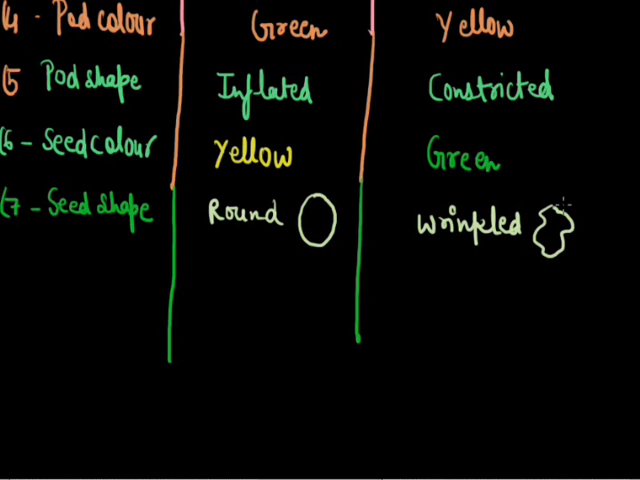 (4 - Pod colour Green Yellow
(5 Pod shape Inflated Constricted
(6 - Seed colour Yellow Green
(7 - Seed shape Round Wrinkled